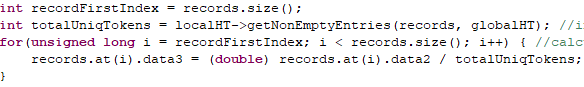 int recordFirstIndex = records.size();
int totalUniqTokens = localHT->getNonEmptyEntries(records, globalHT); //i
for(unsigned long i = recordFirstIndex; i < records.size(); i++) { //calc
records.at(i).data3 = (double) records.at(i).data2 / totalUniqTokens;
}